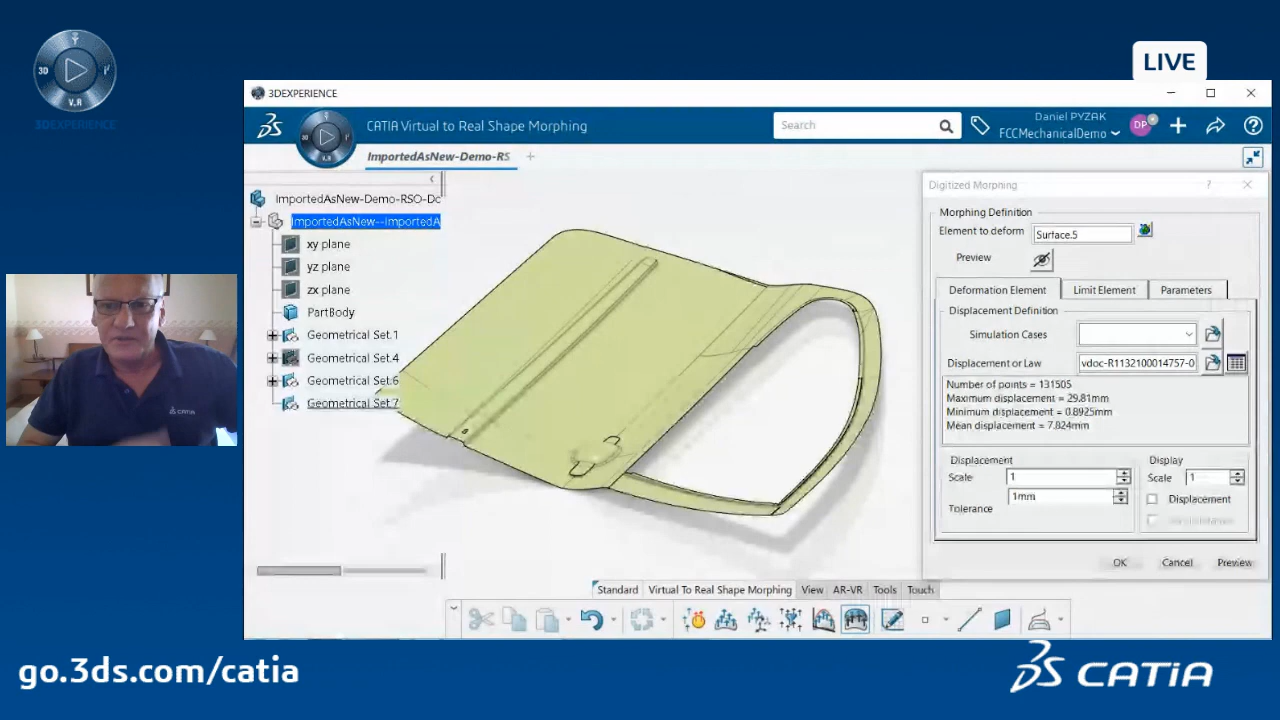 LIVE
3D
V.R
3DEXPERIENCE
3DEXPERIENCE
CATIA Virtual to Real Shape Morphing
Search
Daniel PYZAK
FCCMechanicalDemo
DP
3D
V.R
ImportedAsNew-Demo-RS
Digitized Morphing
ImportedAsNew-Demo-RSO-Dc
ImportedAsNew--ImportedA
xy plane
yz plane
zx plane
PartBody
Geometrical Set.1
Geometrical Set.4
Geometrical Set.6
Geometrical Set.7
Morphing Definition
Element to deform Surface.5
Preview
Deformation Element Limit Element Parameters
Displacement Definition
Simulation Cases
Displacement or Law vdoc-R1132100014757-0
Number of points = 131505
Maximum displacement = 29.81mm
Minimum displacement = 0.8925mm
Mean displacement = 7.824mm
Displacement Display
Scale 1 Scale 1
1mm Displacement
Tolerance
OK Cancel Preview
Standard Virtual To Real Shape Morphing View AR-VR Tools Touch
CATIA
go.3ds.com/catia
CATIA